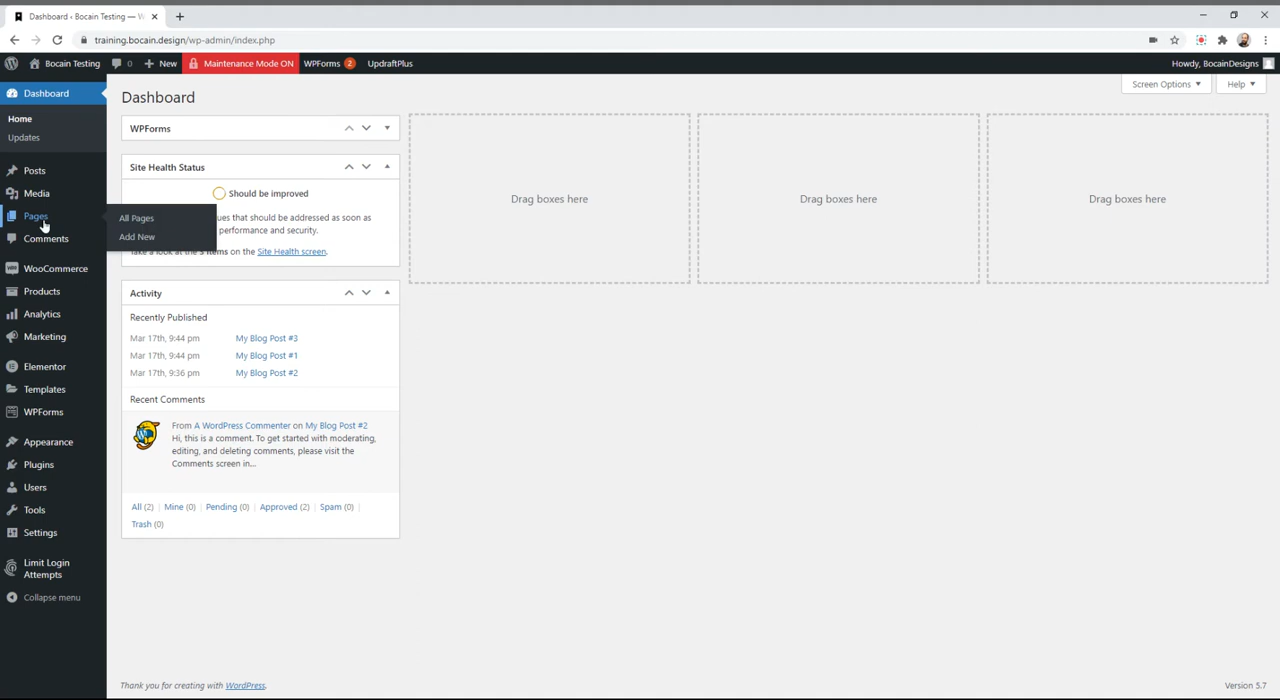 Dashboard ‹ Bocain Testing — W
training.bocain.design/wp-admin/index.php
Bocain Testing 0 New Maintenance Mode ON WPForms 2 UpdraftPlus Howdy, BocainDesigns
Dashboard
Home
Updates
Posts
Media
Pages
All Pages
Add New
Comments
WooCommerce
Products
Analytics
Marketing
Elementor
Templates
WPForms
Appearance
Plugins
Users
Tools
Settings
Limit Login
Attempts
Collapse menu
Screen Options Help
Dashboard
WPForms
Site Health Status
Should be improved
ues that should be addressed as soon as
performance and security.
items on the Site Health screen.
Activity
Recently Published
Mar 17th, 9:44 pm My Blog Post #3
Mar 17th, 9:44 pm My Blog Post #1
Mar 17th, 9:36 pm My Blog Post #2
Recent Comments
From A WordPress Commenter on My Blog Post #2
Hi, this is a comment. To get started with moderating,
editing, and deleting comments, please visit the
Comments screen in...
All (2) | Mine (0) | Pending (0) | Approved (2) | Spam (0) |
Trash (0)
Drag boxes here
Drag boxes here
Drag boxes here
Thank you for creating with WordPress.
Version 5.7